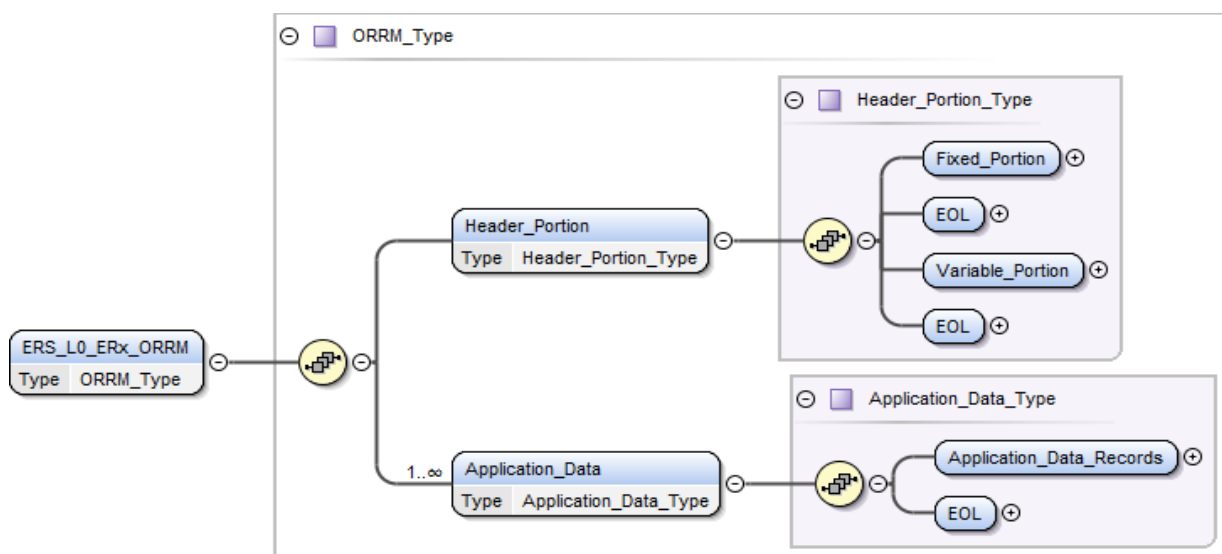 ORRM_Type
Header_Portion_Type
Fixed_Portion
EOL
Header_Portion
Type Header_Portion_Type
Variable_Portion
EOL
ERS_L0_ERx_ORRM
Type ORRM_Type
Application_Data_Type
1..∞
Application_Data
Type Application_Data_Type
Application_Data_Records
EOL